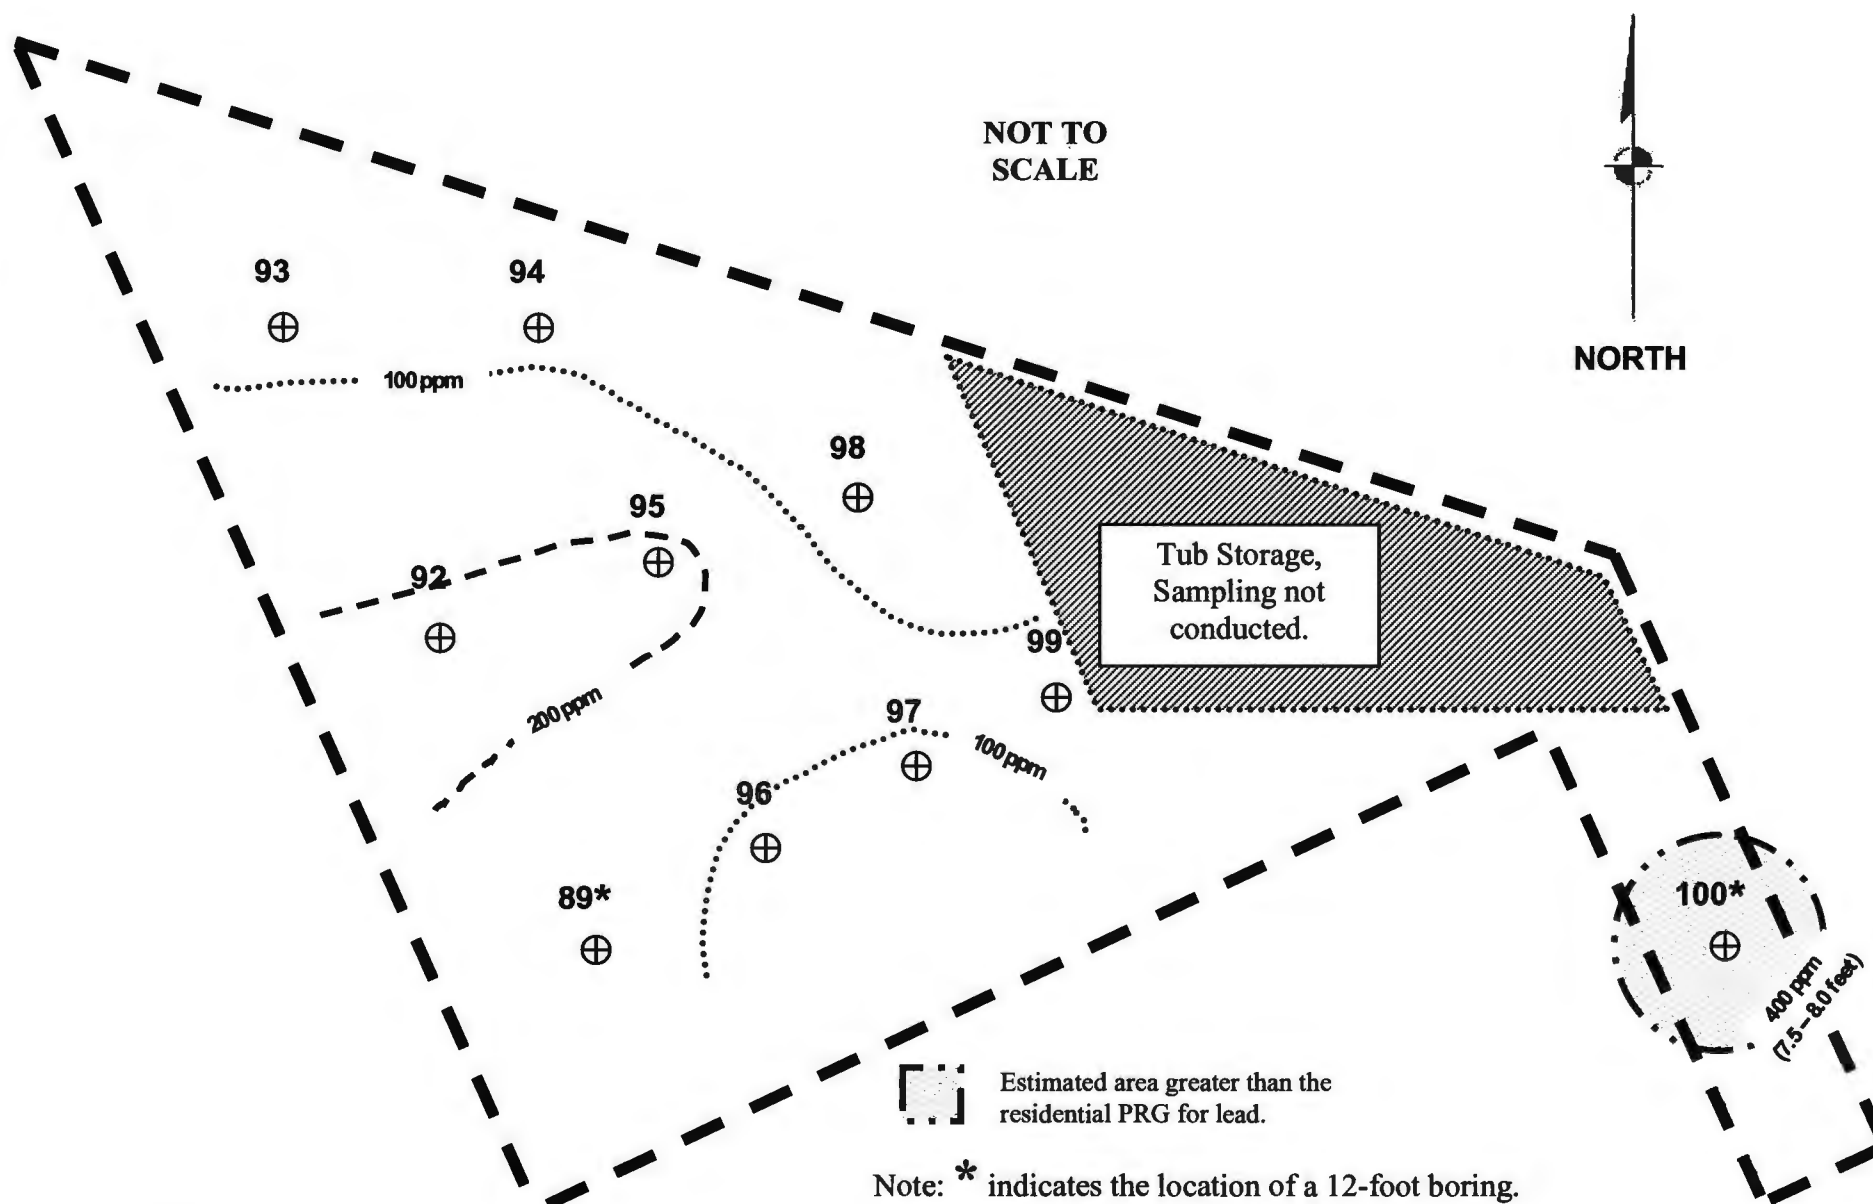 NOT TO
SCALE
NORTH
93
94
100 ppm
98
95
92
Tub Storage,
Sampling not
conducted.
99
200 ppm
97
100 ppm
96
89*
100*
400 ppm
(7.5 – 8.0 feet)
Estimated area greater than the
residential PRG for lead.
Note: * indicates the location of a 12-foot boring.